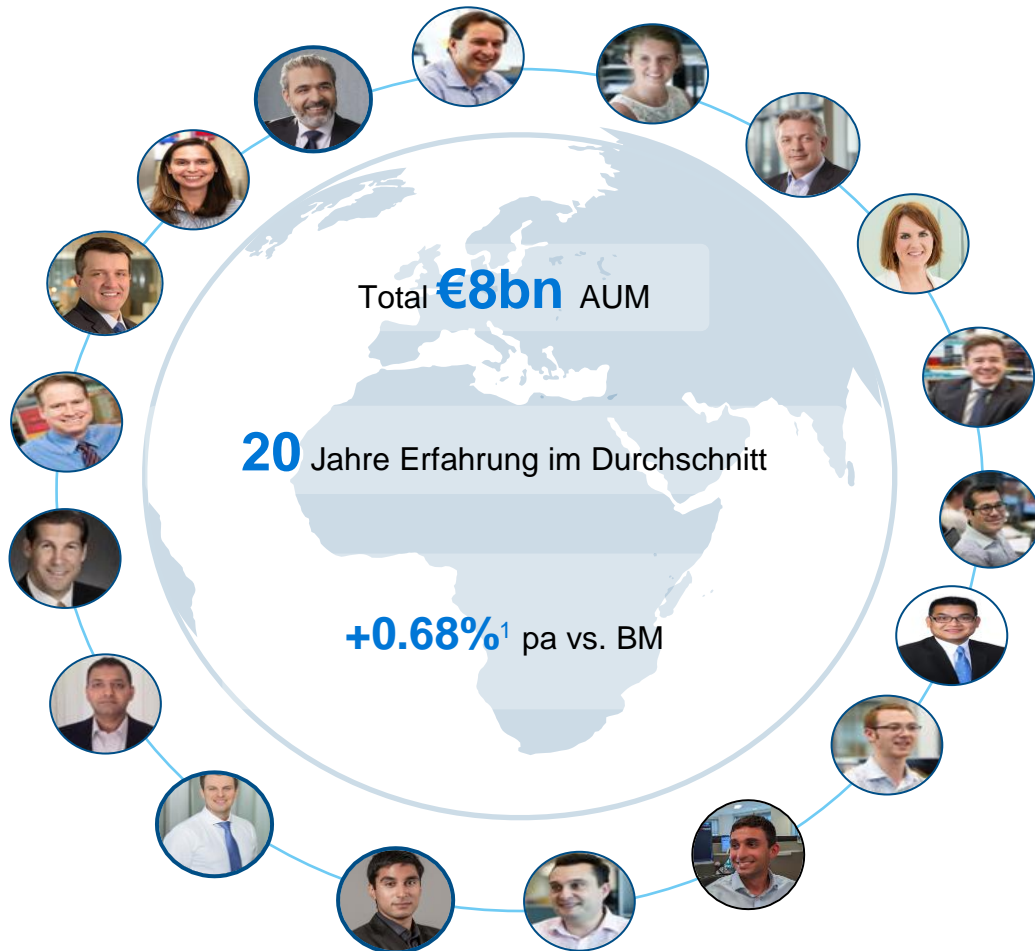 Total €8bn AUM
20 Jahre Erfahrung im Durchschnitt
+0.68%¹ pa vs. BM